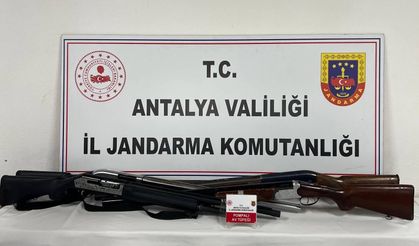 T.C.
ANTALYA VALİLİĞİ
İL JANDARMA KOMUTANLIĞI
JANDARMA
POMPALI
AV TÜFEĞİ